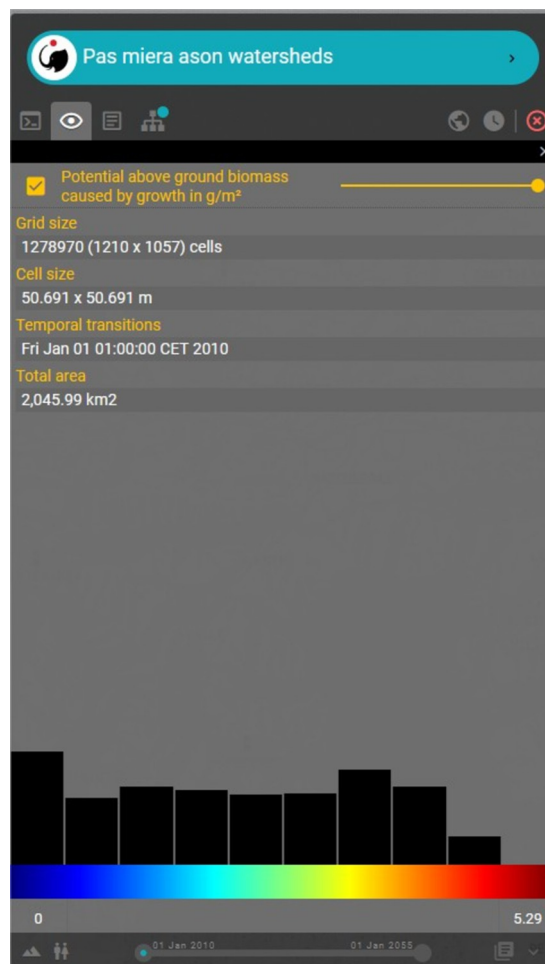 Pas miera ason watersheds
Potential above ground biomass
caused by growth in g/m²
Grid size
1278970 (1210 x 1057) cells
Cell size
50.691 x 50.691 m
Temporal transitions
Fri Jan 01 01:00:00 CET 2010
Total area
2,045.99 km2
0 5.29
01 Jan 2010 01 Jan 2055